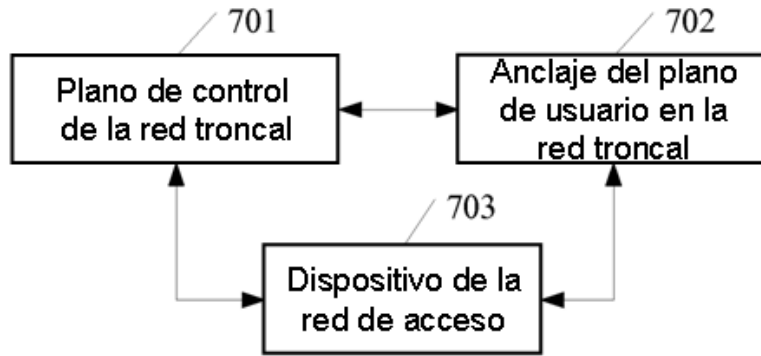 701
702
Plano de control
de la red troncal
Anclaje del plano
de usuario en la
red troncal
703
Dispositivo de la
red de acceso